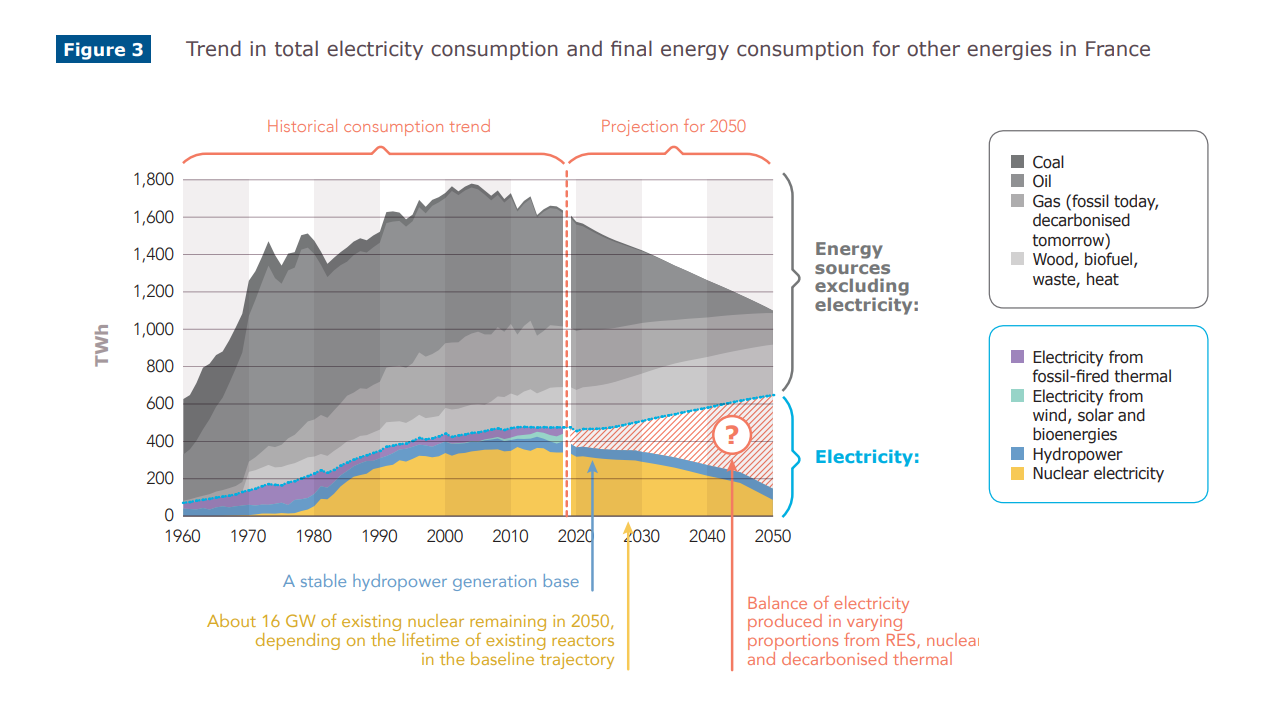 Figure 3
Trend in total electricity consumption and final energy consumption for other energies in France
Historical consumption trend
Projection for 2050
1,800
1,600
1,400
1,200
1,000
800
600
400
200
0
TWh
1960
1970
1980
1990
2000
2010
2020
2030
2040
2050
?
Energy
sources
excluding
electricity:
Electricity:
Coal
Oil
Gas (fossil today,
decarbonised
tomorrow)
Wood, biofuel,
waste, heat
Electricity from
fossil-fired thermal
Electricity from
wind, solar and
bioenergies
Hydropower
Nuclear electricity
A stable hydropower generation base
About 16 GW of existing nuclear remaining in 2050,
depending on the lifetime of existing reactors
in the baseline trajectory
Balance of electricity
produced in varying
proportions from RES, nuclear
and decarbonised thermal